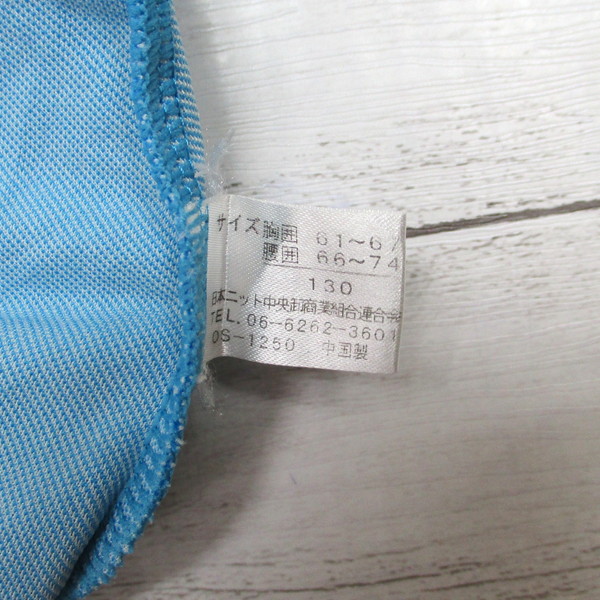 サイズ 胸囲 61〜67
腰囲 66〜74
130
日本ニット中央卸商業組合連合会
TEL. 06-6262-3601
OS-1250 中国製